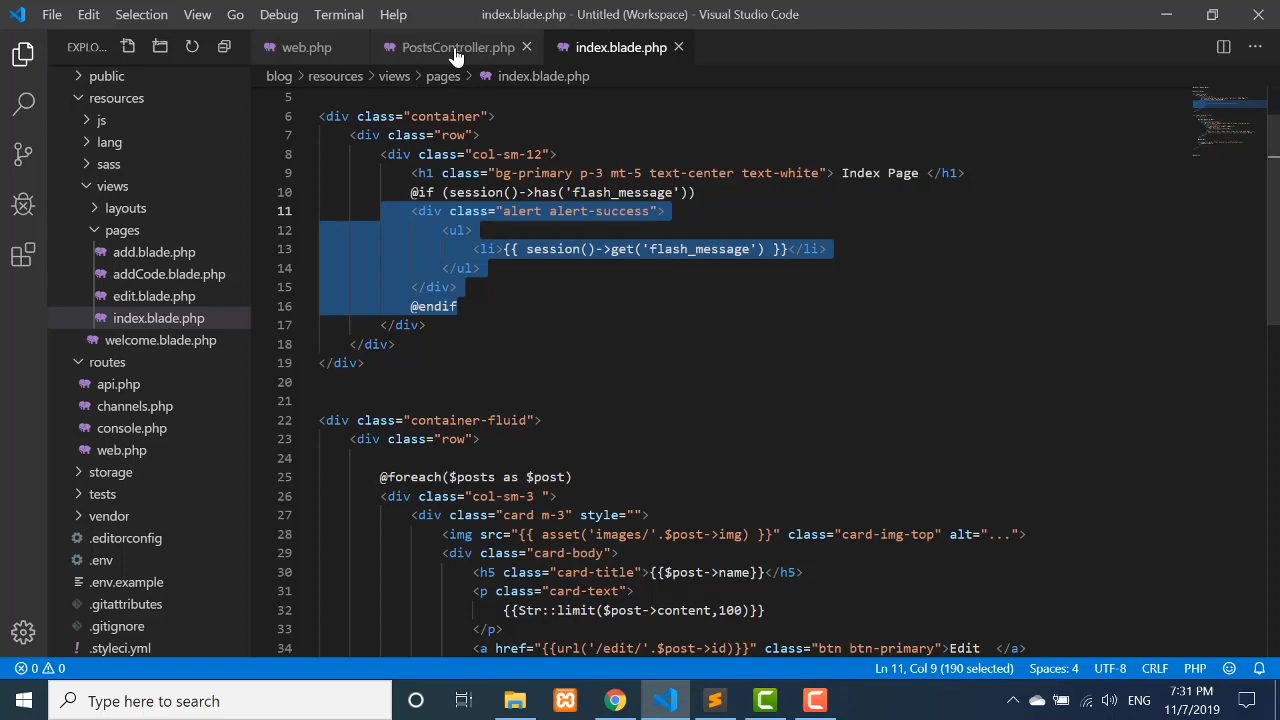 File Edit Selection View Go Debug Terminal Help index.blade.php - Untitled (Workspace) - Visual Studio Code
EXPLO... web.php PostsController.php index.blade.php
blog > resources > views > pages > index.blade.php
public
resources
js
lang
sass
views
layouts
pages
add.blade.php
addCode.blade.php
edit.blade.php
index.blade.php
welcome.blade.php
routes
api.php
channels.php
console.php
web.php
storage
tests
vendor
.editorconfig
.env
.env.example
.gitattributes
.gitignore
.styleci.yml
5
6 <div class="container">
7 <div class="row">
8 <div class="col-sm-12">
9 <h1 class="bg-primary p-3 mt-5 text-center text-white"> Index Page </h1>
10 @if (session()->has('flash_message'))
11 <div class="alert alert-success">
12 <ul>
13 <li>{{ session()->get('flash_message') }}</li>
14 </ul>
15 </div>
16 @endif
17 </div>
18 </div>
19 </div>
20
21
22 <div class="container-fluid">
23 <div class="row">
24
25 @foreach($posts as $post)
26 <div class="col-sm-3 ">
27 <div class="card m-3" style="">
28 <img src="{{ asset('images/'.$post->img) }}" class="card-img-top" alt="...">
29 <div class="card-body">
30 <h5 class="card-title">{{$post->name}}</h5>
31 <p class="card-text">
32 {{Str::limit($post->content,100)}}
33 </p>
34 <a href="{{url('/edit/'.$post->id)}}" class="btn btn-primary">Edit </a>
0 0 Ln 11, Col 9 (190 selected) Spaces: 4 UTF-8 CRLF PHP
Type here to search ENG 7:31 PM
11/7/2019